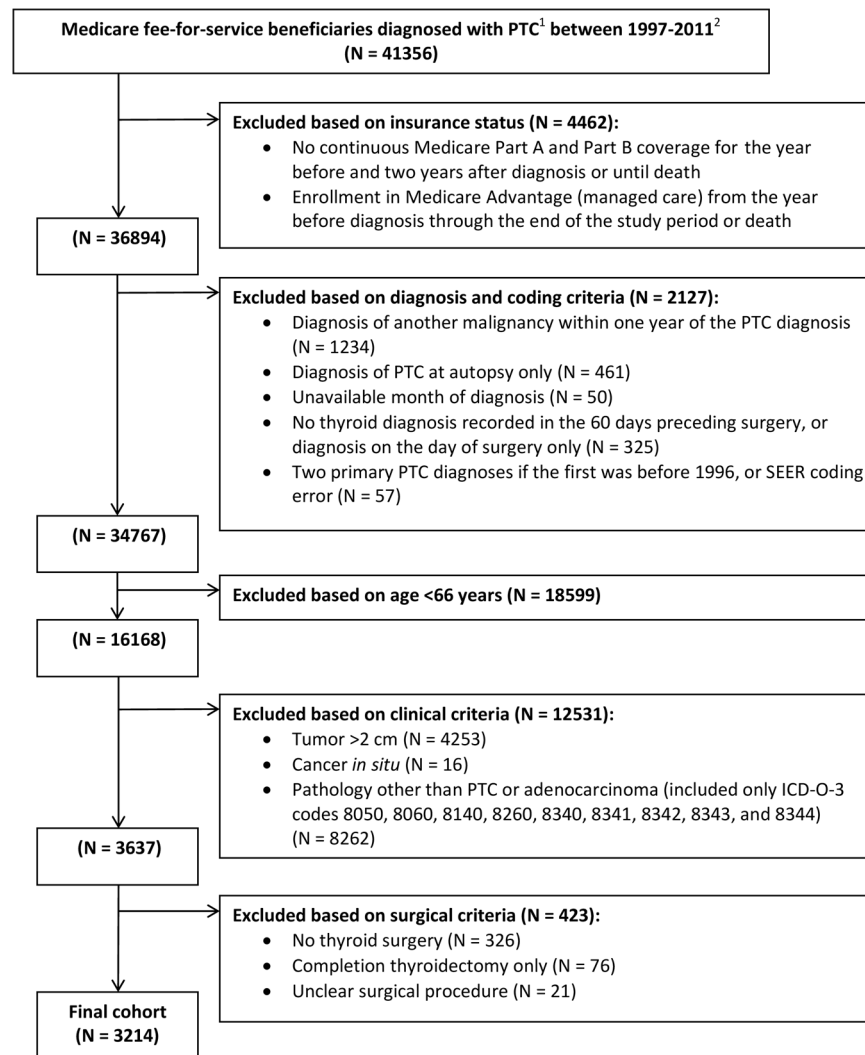 Medicare fee-for-service beneficiaries diagnosed with PTC¹ between 1997-2011²
(N = 41356)
Excluded based on insurance status (N = 4462):
• No continuous Medicare Part A and Part B coverage for the year
before and two years after diagnosis or until death
• Enrollment in Medicare Advantage (managed care) from the year
before diagnosis through the end of the study period or death
(N = 36894)
Excluded based on diagnosis and coding criteria (N = 2127):
• Diagnosis of another malignancy within one year of the PTC diagnosis
(N = 1234)
• Diagnosis of PTC at autopsy only (N = 461)
• Unavailable month of diagnosis (N = 50)
• No thyroid diagnosis recorded in the 60 days preceding surgery, or
diagnosis on the day of surgery only (N = 325)
• Two primary PTC diagnoses if the first was before 1996, or SEER coding
error (N = 57)
(N = 34767)
Excluded based on age <66 years (N = 18599)
(N = 16168)
Excluded based on clinical criteria (N = 12531):
• Tumor >2 cm (N = 4253)
• Cancer in situ (N = 16)
• Pathology other than PTC or adenocarcinoma (included only ICD-O-3
codes 8050, 8060, 8140, 8260, 8340, 8341, 8342, 8343, and 8344)
(N = 8262)
(N = 3637)
Excluded based on surgical criteria (N = 423):
• No thyroid surgery (N = 326)
• Completion thyroidectomy only (N = 76)
• Unclear surgical procedure (N = 21)
Final cohort
(N = 3214)